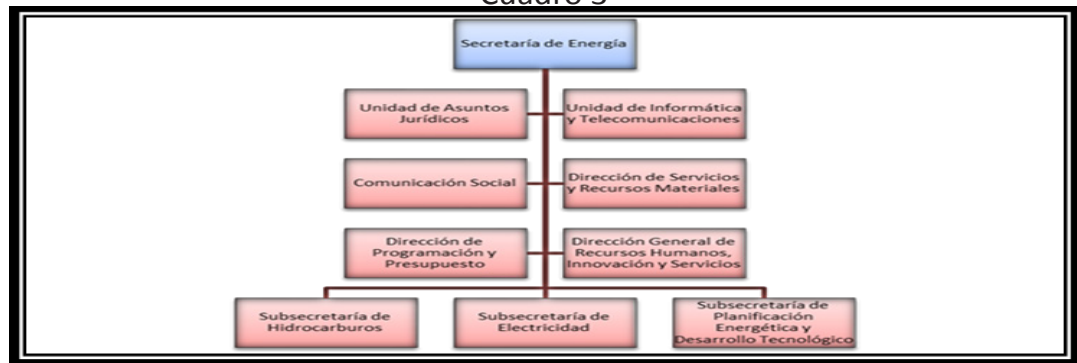 Cuadro 3
Secretaría de Energía
Unidad de Asuntos
Jurídicos
Unidad de Informática
y Telecomunicaciones
Comunicación Social
Dirección de Servicios
y Recursos Materiales
Dirección de
Programación y
Presupuesto
Dirección General de
Recursos Humanos,
Innovación y Servicios
Subsecretaría de
Hidrocarburos
Subsecretaría de
Electricidad
Subsecretaría de
Planificación
Energética y
Desarrollo Tecnológico